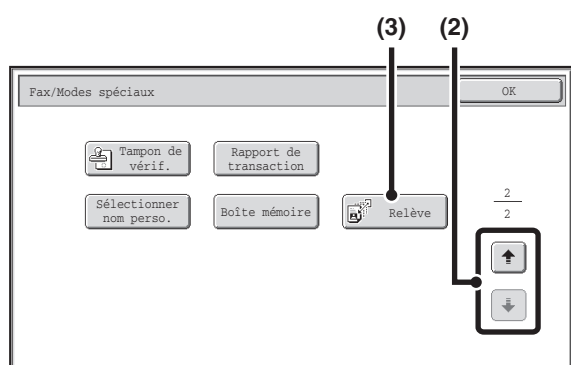 (3) (2)
Fax/Modes spéciaux OK
Tampon de
vérif.
Rapport de
transaction
Sélectionner
nom perso.
Boîte mémoire
Relève
2
2